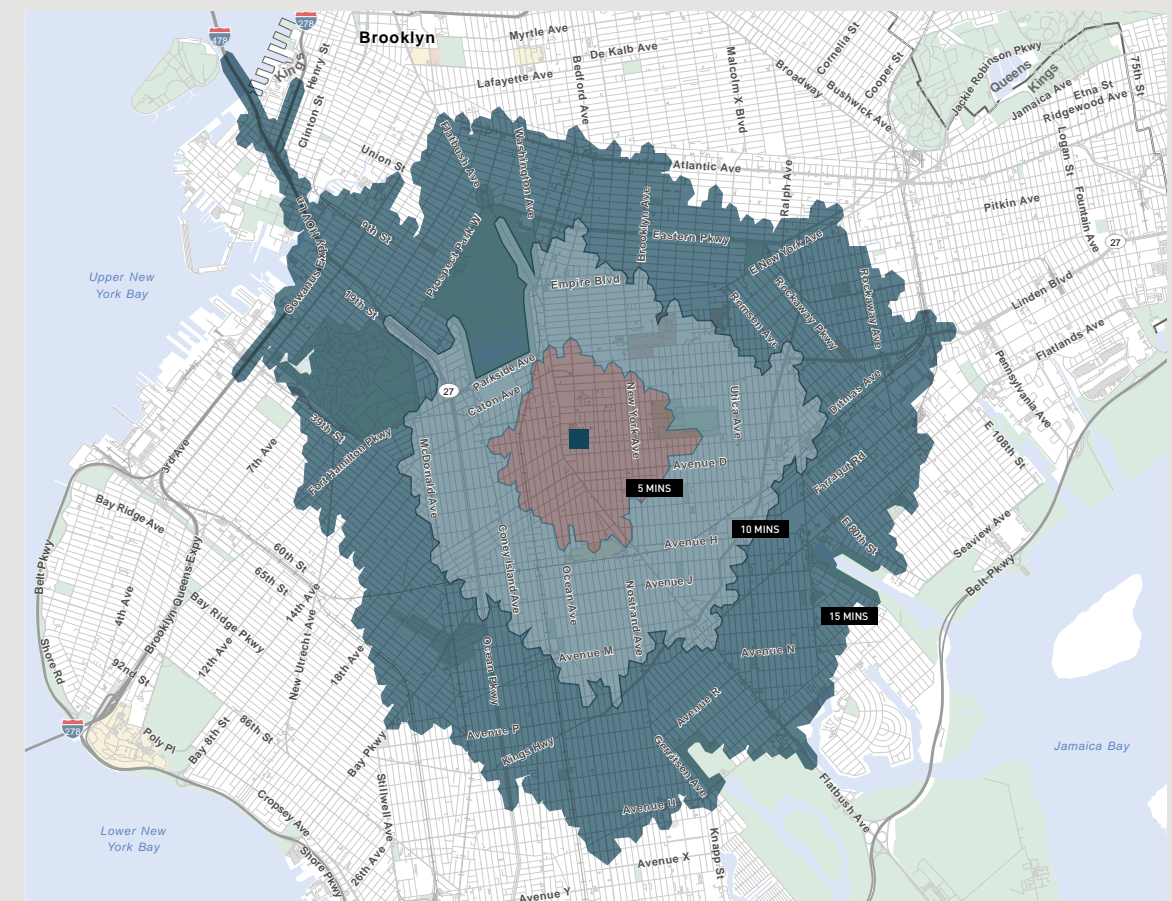 278
478
Brooklyn
Myrtle Ave
De Kalb Ave
Lafayette Ave
Bedford Ave
Malcolm X Blvd
Broadway
Cornelia St
Bushwick Ave
Cooper St
Jackie Robinson Pkwy
Queens
Kings
Jamaica Ave
Etna St
Ridgewood Ave
75th St
Logan St
Kings
Henry St
Clinton St
Union St
Flatbush Ave
Washington Ave
Atlantic Ave
Ralph Ave
Pitkin Ave
Fountain Ave
27
Linden Blvd
Flatlands Ave
Pennsylvania Ave
E 108th St
Seaview Ave
Belt Pkwy
9th St
Prospect Park W
Brooklyn Ave
Eastern Pkwy
E New York Ave
Rockaway Pkwy
Rockaway Ave
Remsen Ave
Empire Blvd
Upper New
York Bay
Gowanus Expy HOV Ln
19th St
Parkside Ave
27
Caton Ave
New York Ave
Utica Ave
Ditmas Ave
39th St
Fort Hamilton Pkwy
McDonald Ave
Avenue D
Farragut Rd
5 MINS
10 MINS
E 80th St
3rd Ave
7th Ave
Bay Ridge Ave
Belt Pkwy
60th St
65th St
14th Ave
Coney Island Ave
Ocean Ave
Nostrand Ave
Avenue H
Avenue J
15 MINS
4th Ave
Brooklyn Queens Expy
Bay Ridge Pkwy
12th Ave
New Utrecht Ave
18th Ave
Ocean Pkwy
Avenue M
Avenue N
Shore Rd
92nd St
278
Poly Pl
Bay 8th St
86th St
Bay Pkwy
Avenue P
Kings Hwy
Avenue R
Gerritsen Ave
Jamaica Bay
Cropsey Ave
Stillwell Ave
Avenue U
Flatbush Ave
Lower New
York Bay
Shore Pkwy
26th Ave
Avenue X
Knapp St
Avenue Y